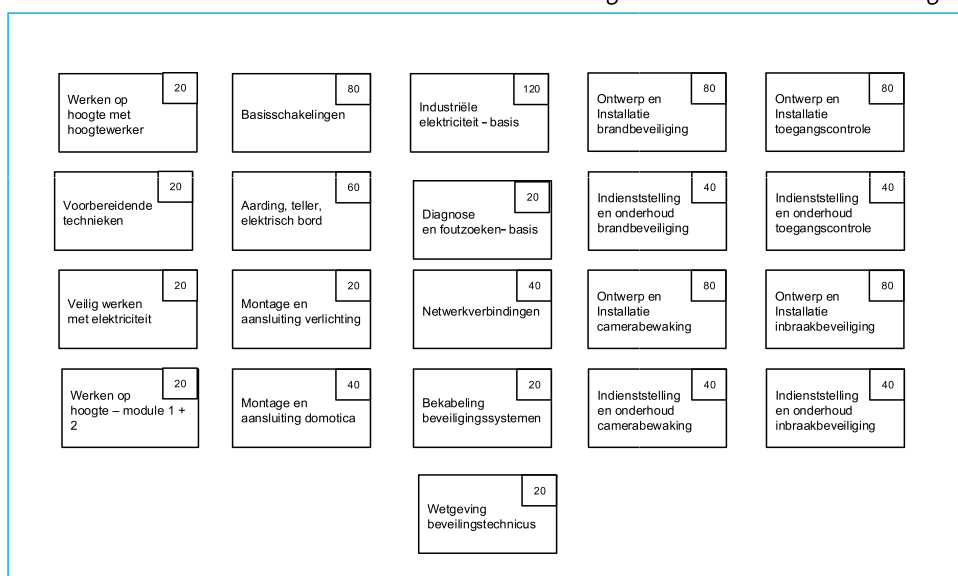 20
Werken op
hoogte met
hoogtewerker
80
Basisschakelingen
120
Industriële
elektriciteit – basis
80
Ontwerp en
Installatie
brandbeveiliging
80
Ontwerp en
Installatie
toegangscontrole
20
Voorbereidende
technieken
60
Aarding, teller,
elektrisch bord
20
Diagnose
en foutzoeken– basis
40
Indienststelling
en onderhoud
brandbeveiliging
40
Indienststelling
en onderhoud
toegangscontrole
20
Veilig werken
met elektriciteit
20
Montage en
aansluiting verlichting
40
Netwerkverbindingen
80
Ontwerp en
Installatie
camerabewaking
80
Ontwerp en
Installatie
inbraakbeveiliging
20
Werken op
hoogte – module 1 +
2
40
Montage en
aansluiting domotica
20
Bekabeling
beveiligingssystemen
40
Indienststelling
en onderhoud
camerabewaking
40
Indienststelling
en onderhoud
inbraakbeveiliging
20
Wetgeving
beveilingstechnicus